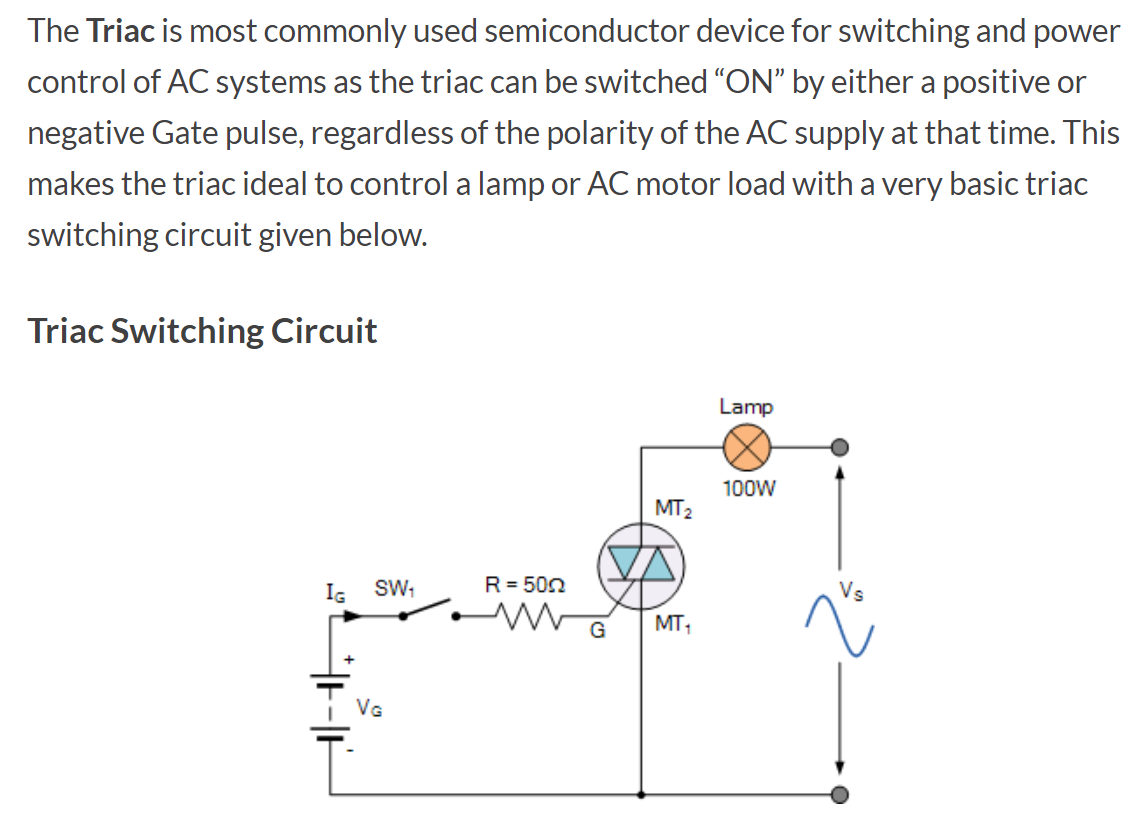 The Triac is most commonly used semiconductor device for switching and power
control of AC systems as the triac can be switched “ON” by either a positive or
negative Gate pulse, regardless of the polarity of the AC supply at that time. This
makes the triac ideal to control a lamp or AC motor load with a very basic triac
switching circuit given below.
Triac Switching Circuit
Lamp
100W
MT₂
IG
SW₁
R = 50Ω
G
MT₁
VS
+
VG
-